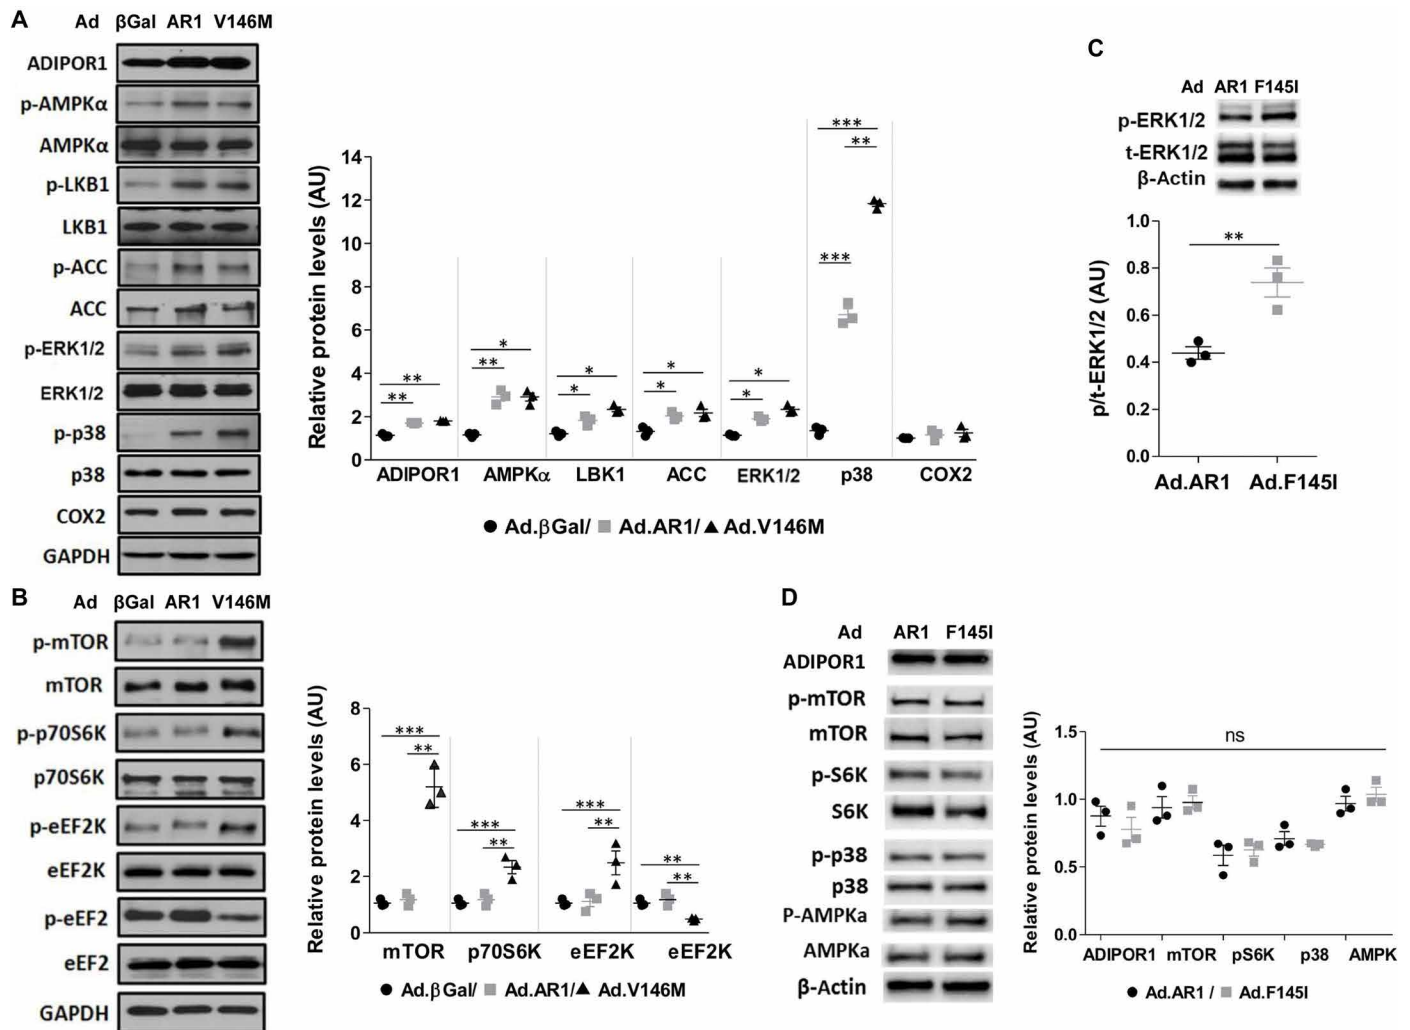 A
Ad βGal AR1 V146M
ADIPOR1
p-AMPKα
AMPKα
p-LKB1
LKB1
p-ACC
ACC
p-ERK1/2
ERK1/2
p-p38
p38
COX2
GAPDH
Relative protein levels (AU)
14
12
10
8
6
4
2
0
** **
** *
* *
* *
* *
*** ** ***
ADIPOR1 AMPKα LBK1 ACC ERK1/2 p38 COX2
Ad.βGal/ Ad.AR1/ Ad.V146M
C
Ad AR1 F145I
p-ERK1/2
t-ERK1/2
β-Actin
p/t-ERK1/2 (AU)
1.0
0.8
0.6
0.4
0.2
0.0
**
Ad.AR1 Ad.F145I
B
Ad βGal AR1 V146M
p-mTOR
mTOR
p-p70S6K
p70S6K
p-eEF2K
eEF2K
p-eEF2
eEF2
GAPDH
Relative protein levels (AU)
8
6
4
2
0
*** **
*** **
*** **
** **
mTOR p70S6K eEF2K eEF2K
Ad.βGal/ Ad.AR1/ Ad.V146M
D
Ad AR1 F145I
ADIPOR1
p-mTOR
mTOR
p-S6K
S6K
p-p38
p38
P-AMPKa
AMPKa
β-Actin
Relative protein levels (AU)
1.5
1.0
0.5
0.0
ns
ADIPOR1 mTOR pS6K p38 AMPK
Ad.AR1 / Ad.F145I